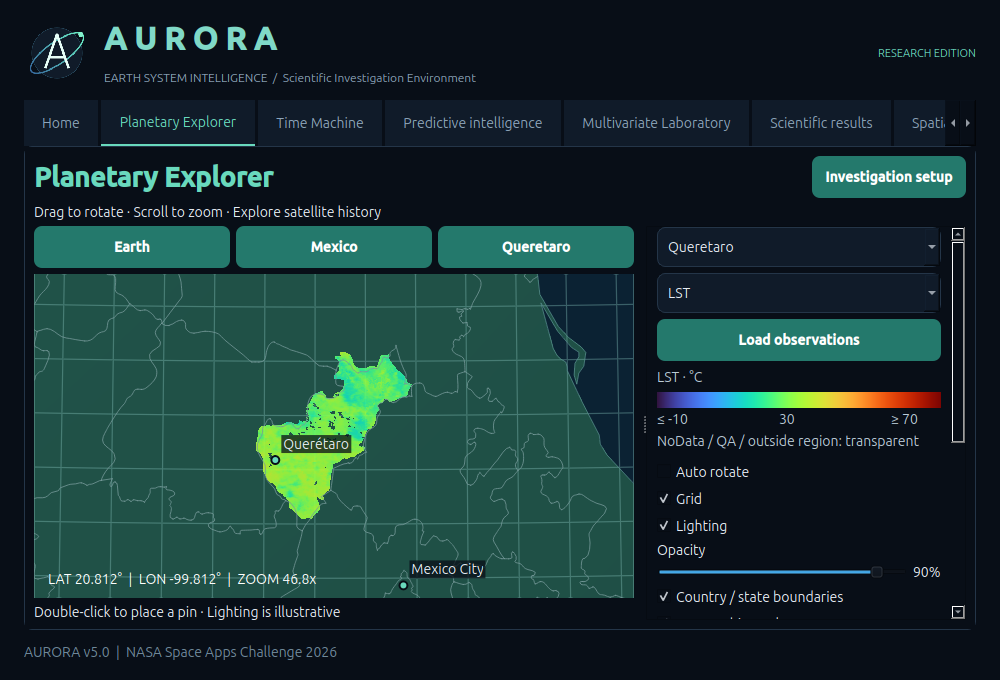 A
AURORA
EARTH SYSTEM INTELLIGENCE / Scientific Investigation Environment
RESEARCH EDITION
Home
Planetary Explorer
Time Machine
Predictive intelligence
Multivariate Laboratory
Scientific results
Spati
Planetary Explorer
Investigation setup
Drag to rotate · Scroll to zoom · Explore satellite history
Earth
Mexico
Queretaro
Queretaro
LST
Load observations
LST · °C
≤ -10
30
≥ 70
NoData / QA / outside region: transparent
Auto rotate
Grid
Lighting
Opacity
90%
Country / state boundaries
Querétaro
Mexico City
LAT 20.812° | LON -99.812° | ZOOM 46.8x
Double-click to place a pin · Lighting is illustrative
AURORA v5.0 | NASA Space Apps Challenge 2026